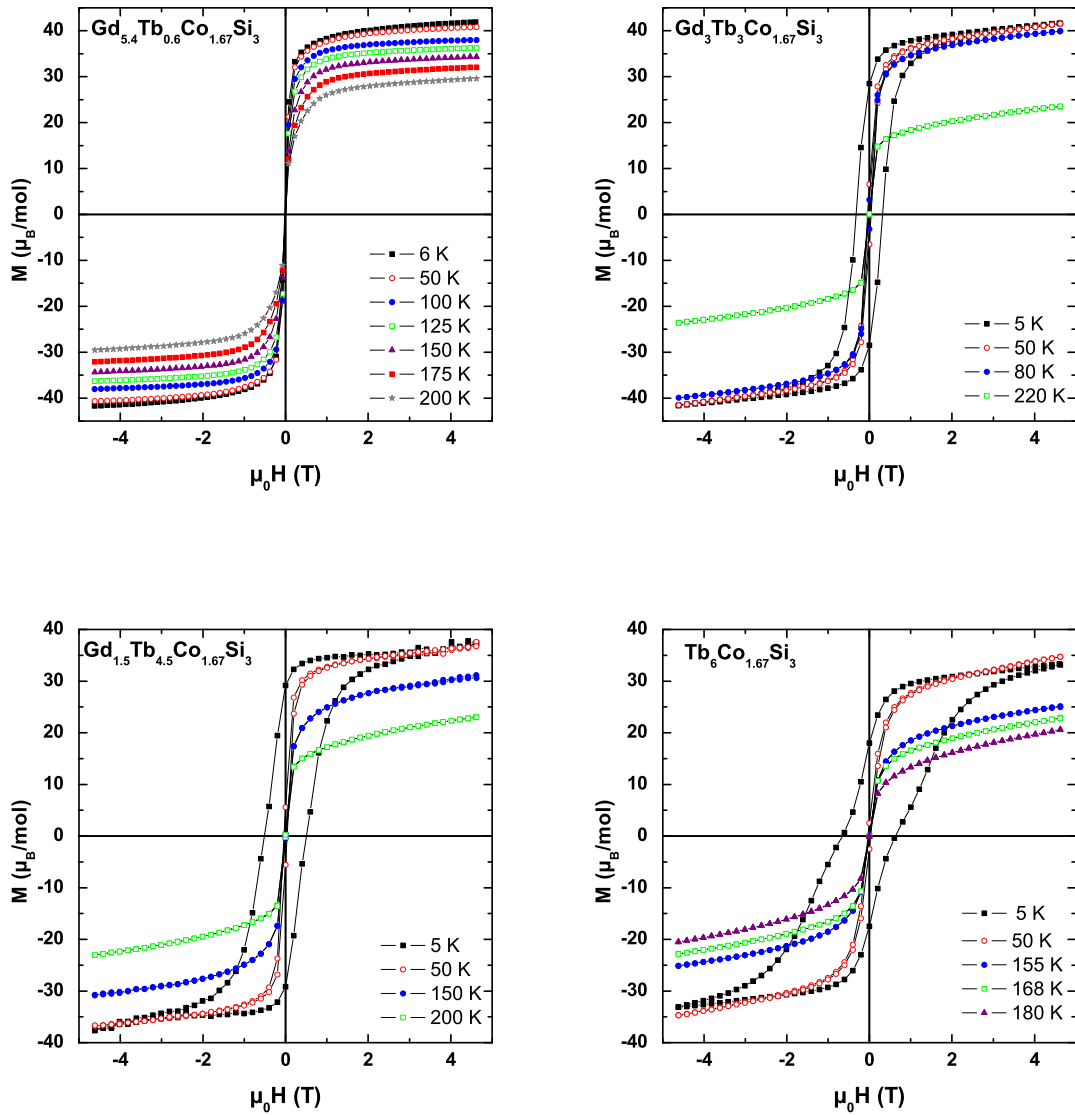 Gd5.4Tb0.6Co1.67Si3
M (μB/mol)
40
30
20
10
0
-10
-20
-30
-40
-4
-2
0
2
4
μ0H (T)
6 K
50 K
100 K
125 K
150 K
175 K
200 K
Gd3Tb3Co1.67Si3
M (μB/mol)
40
30
20
10
0
-10
-20
-30
-40
-4
-2
0
2
4
μ0H (T)
5 K
50 K
80 K
220 K
Gd1.5Tb4.5Co1.67Si3
M (μB/mol)
40
30
20
10
0
-10
-20
-30
-40
-4
-2
0
2
4
μ0H (T)
5 K
50 K
150 K
200 K
Tb6Co1.67Si3
M (μB/mol)
40
30
20
10
0
-10
-20
-30
-40
-4
-2
0
2
4
μ0H (T)
5 K
50 K
155 K
168 K
180 K